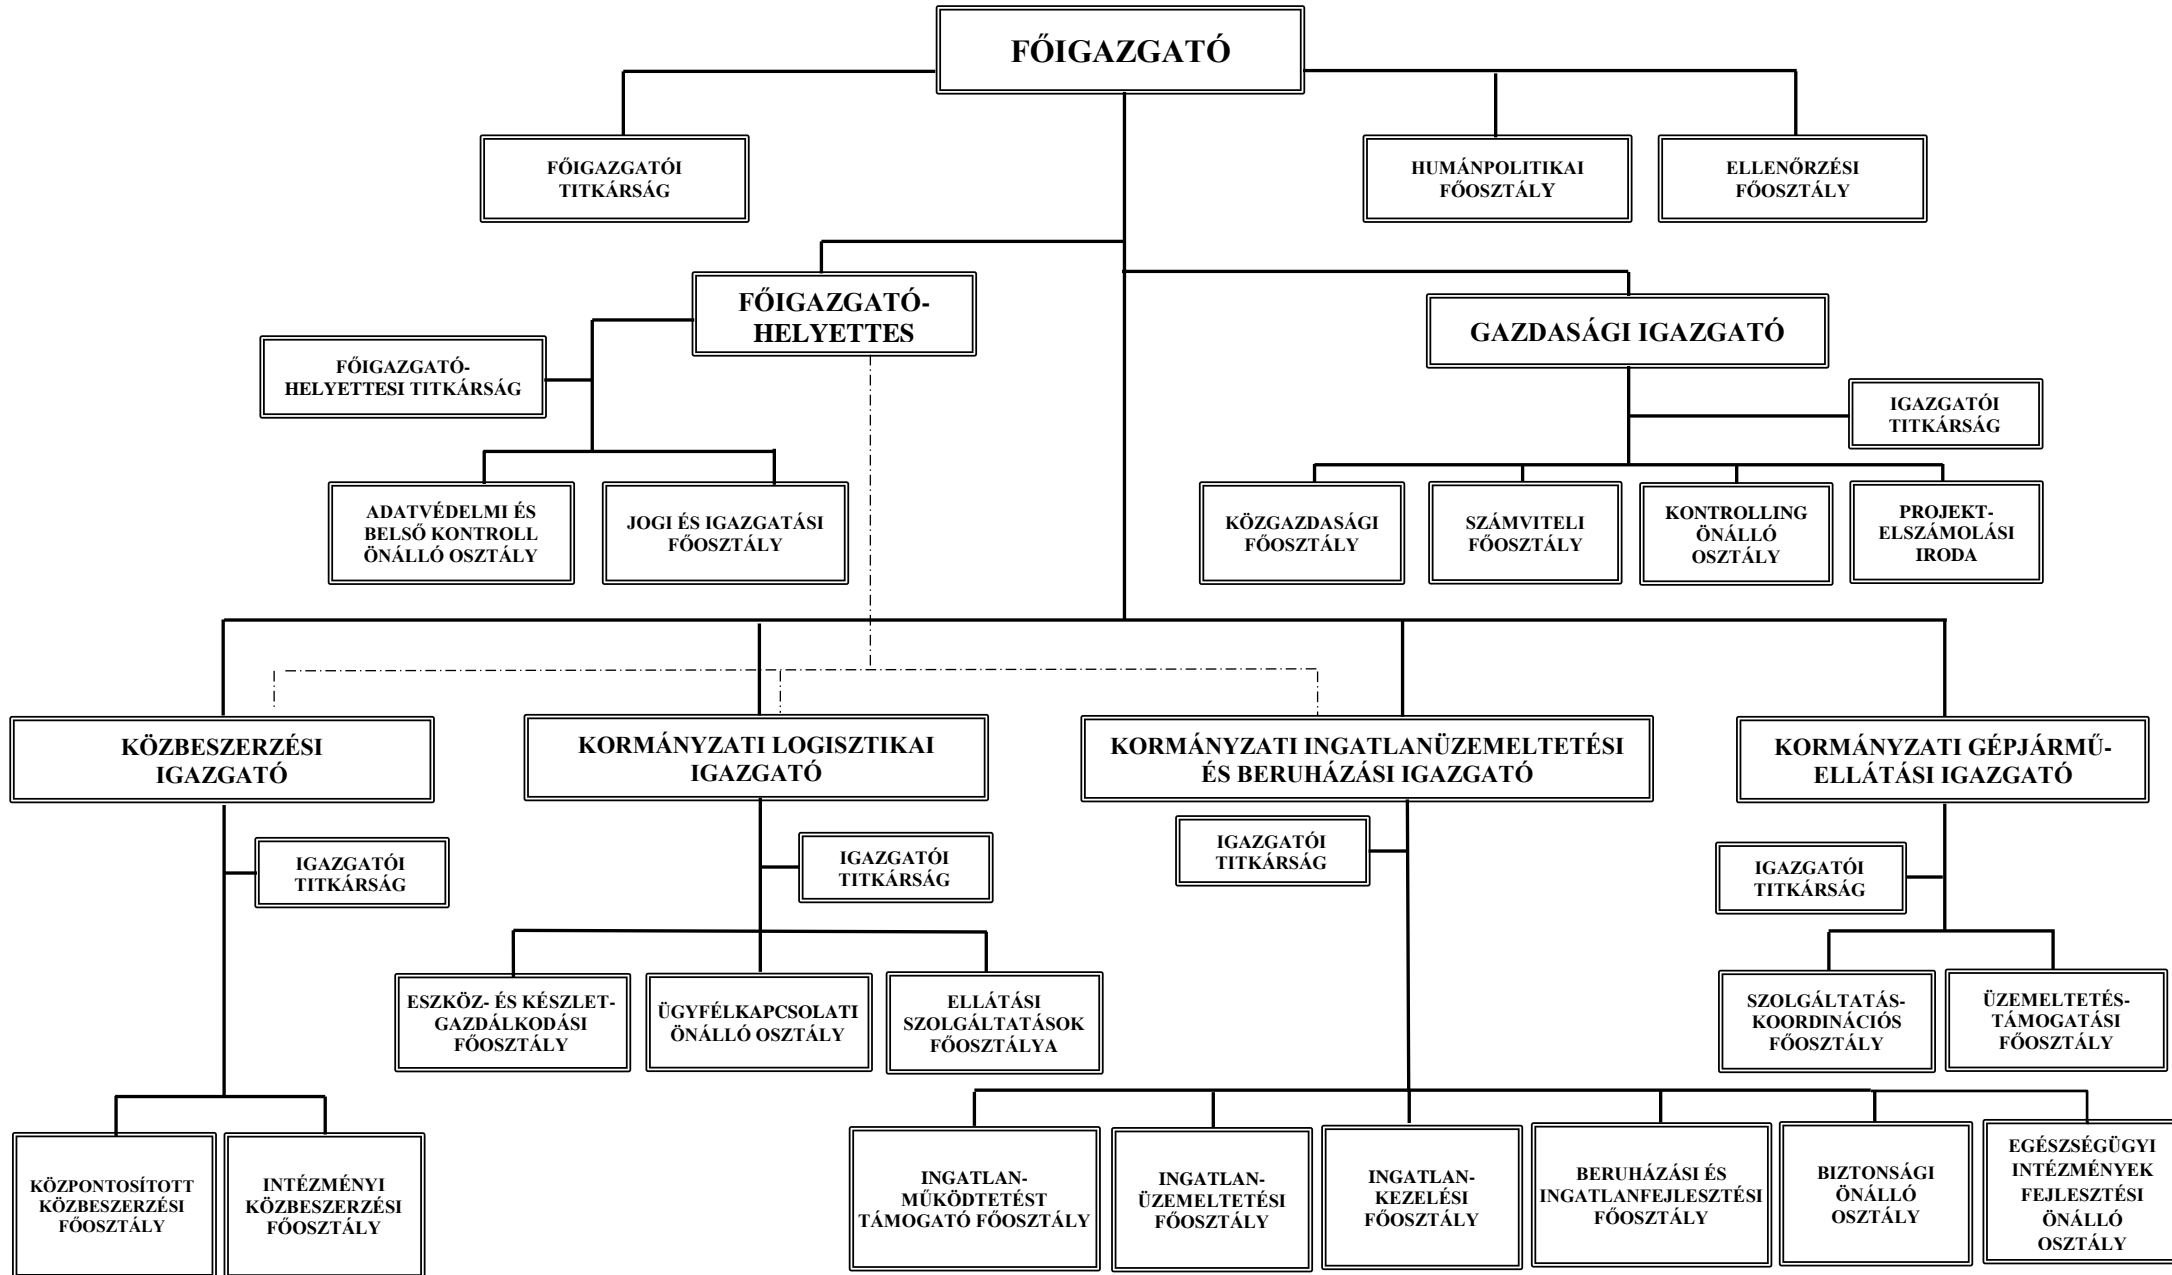 FŐIGAZGATÓ
FŐIGAZGATÓI
TITKÁRSÁG
HUMÁNPOLITIKAI
FŐOSZTÁLY
ELLENŐRZÉSI
FŐOSZTÁLY
FŐIGAZGATÓ-
HELYETTES
GAZDASÁGI IGAZGATÓ
FŐIGAZGATÓ-
HELYETTESI TITKÁRSÁG
IGAZGATÓI
TITKÁRSÁG
ADATVÉDELMI ÉS
BELSŐ KONTROLL
ÖNÁLLÓ OSZTÁLY
JOGI ÉS IGAZGATÁSI
FŐOSZTÁLY
KÖZGAZDASÁGI
FŐOSZTÁLY
SZÁMVITELI
FŐOSZTÁLY
KONTROLLING
ÖNÁLLÓ
OSZTÁLY
PROJEKT-
ELSZÁMOLÁSI
IRODA
KÖZBESZERZÉSI
IGAZGATÓ
KORMÁNYZATI LOGISZTIKAI
IGAZGATÓ
KORMÁNYZATI INGATLANÜZEMELTETÉSI
ÉS BERUHÁZÁSI IGAZGATÓ
KORMÁNYZATI GÉPJÁRMŰ-
ELLÁTÁSI IGAZGATÓ
IGAZGATÓI
TITKÁRSÁG
IGAZGATÓI
TITKÁRSÁG
IGAZGATÓI
TITKÁRSÁG
IGAZGATÓI
TITKÁRSÁG
ESZKÖZ- ÉS KÉSZLET-
GAZDÁLKODÁSI
FŐOSZTÁLY
ÜGYFÉLKAPCSOLATI
ÖNÁLLÓ OSZTÁLY
ELLÁTÁSI
SZOLGÁLTATÁSOK
FŐOSZTÁLYA
SZOLGÁLTATÁS-
KOORDINÁCIÓS
FŐOSZTÁLY
ÜZEMELTETÉS-
TÁMOGATÁSI
FŐOSZTÁLY
KÖZPONTOSÍTOTT
KÖZBESZERZÉSI
FŐOSZTÁLY
INTÉZMÉNYI
KÖZBESZERZÉSI
FŐOSZTÁLY
INGATLAN-
MŰKÖDTETÉST
TÁMOGATÓ FŐOSZTÁLY
INGATLAN-
ÜZEMELTETÉSI
FŐOSZTÁLY
INGATLAN-
KEZELÉSI
FŐOSZTÁLY
BERUHÁZÁSI ÉS
INGATLANFEJLESZTÉSI
FŐOSZTÁLY
BIZTONSÁGI
ÖNÁLLÓ
OSZTÁLY
EGÉSZSÉGÜGYI
INTÉZMÉNYEK
FEJLESZTÉSI
ÖNÁLLÓ
OSZTÁLY